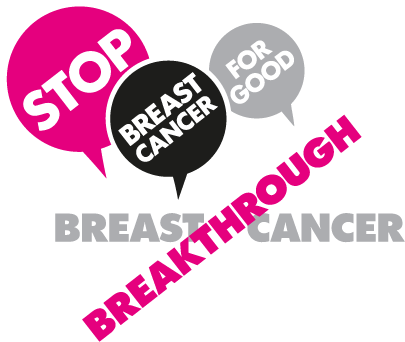 STOP
BREAST
CANCER
FOR
GOOD
BREAKTHROUGH
BREAST CANCER